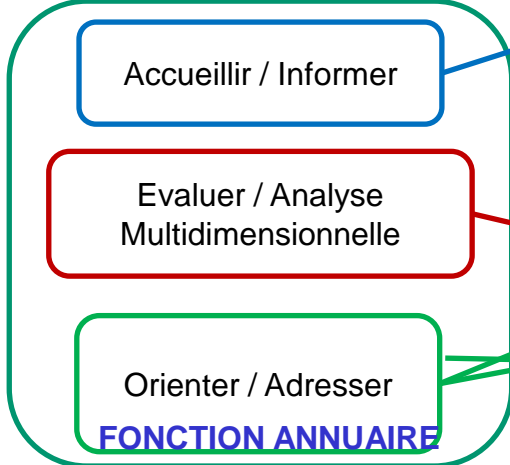 Accueillir / Informer
Evaluer / Analyse
Multidimensionnelle
Orienter / Adresser
FONCTION ANNUAIRE